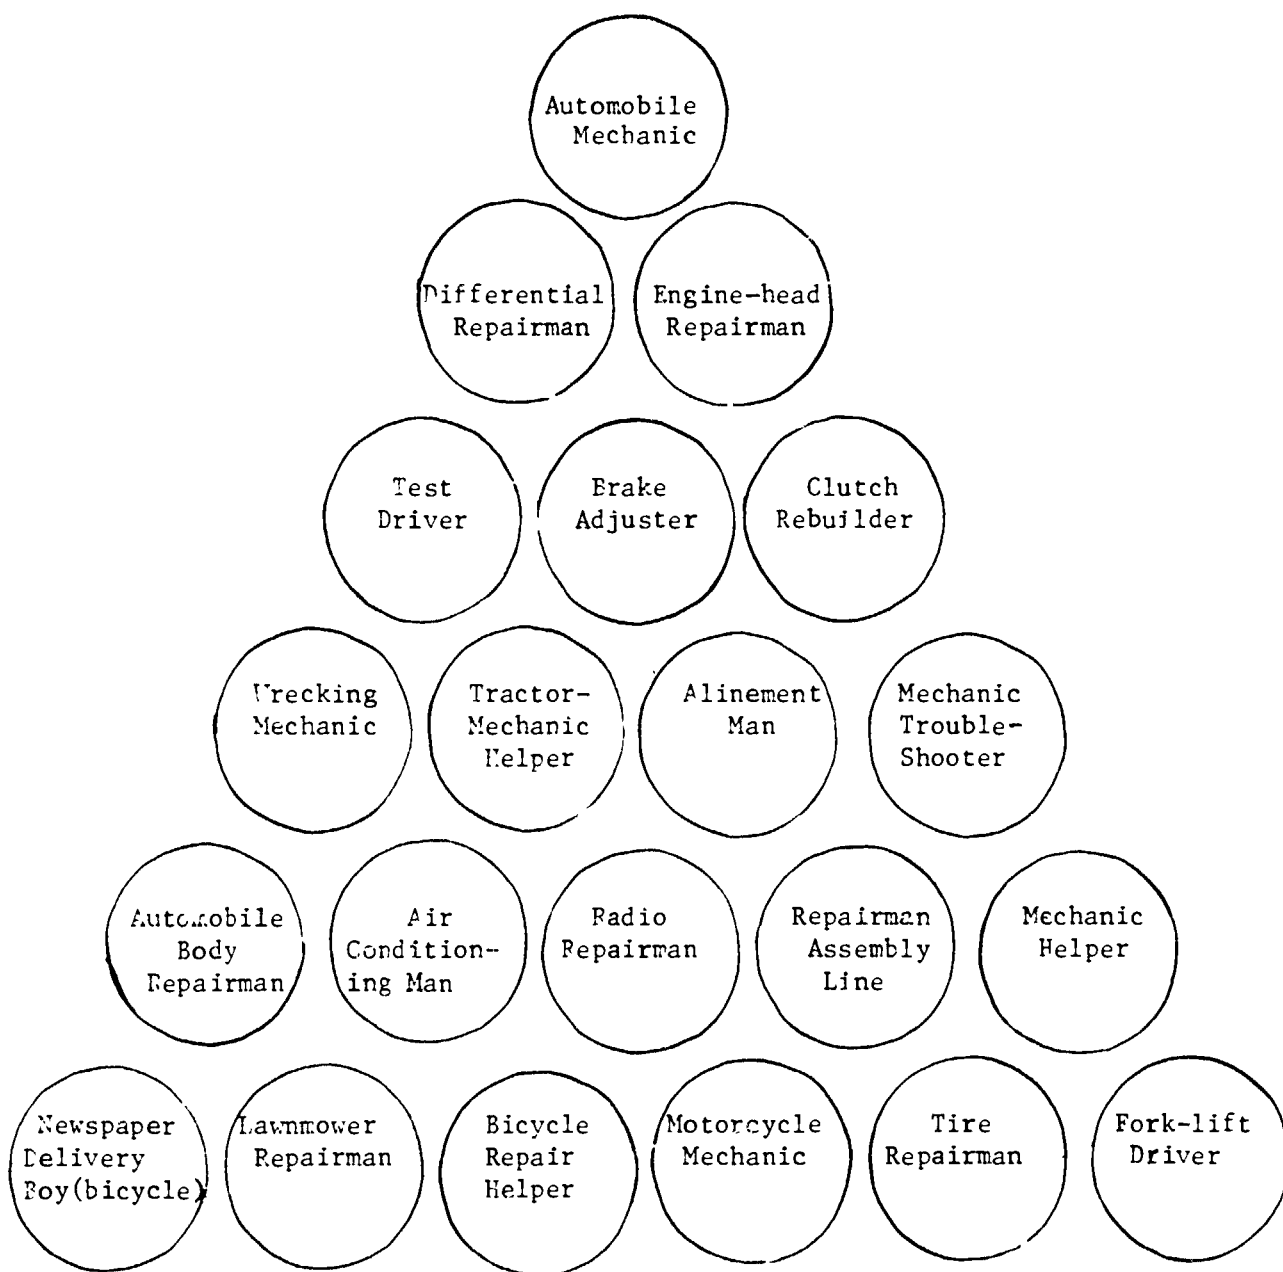 Automobile
Mechanic
Differential
Repairman
Engine-head
Repairman
Test
Driver
Brake
Adjuster
Clutch
Rebuilder
Wrecking
Mechanic
Tractor-
Mechanic
Helper
Alinement
Man
Mechanic
Trouble-
Shooter
Automobile
Body
Repairman
Air
Condition-
ing Man
Radio
Repairman
Repairman
Assembly
Line
Mechanic
Helper
Newspaper
Delivery
Boy(bicycle)
Lawnmower
Repairman
Bicycle
Repair
Helper
Motorcycle
Mechanic
Tire
Repairman
Fork-lift
Driver